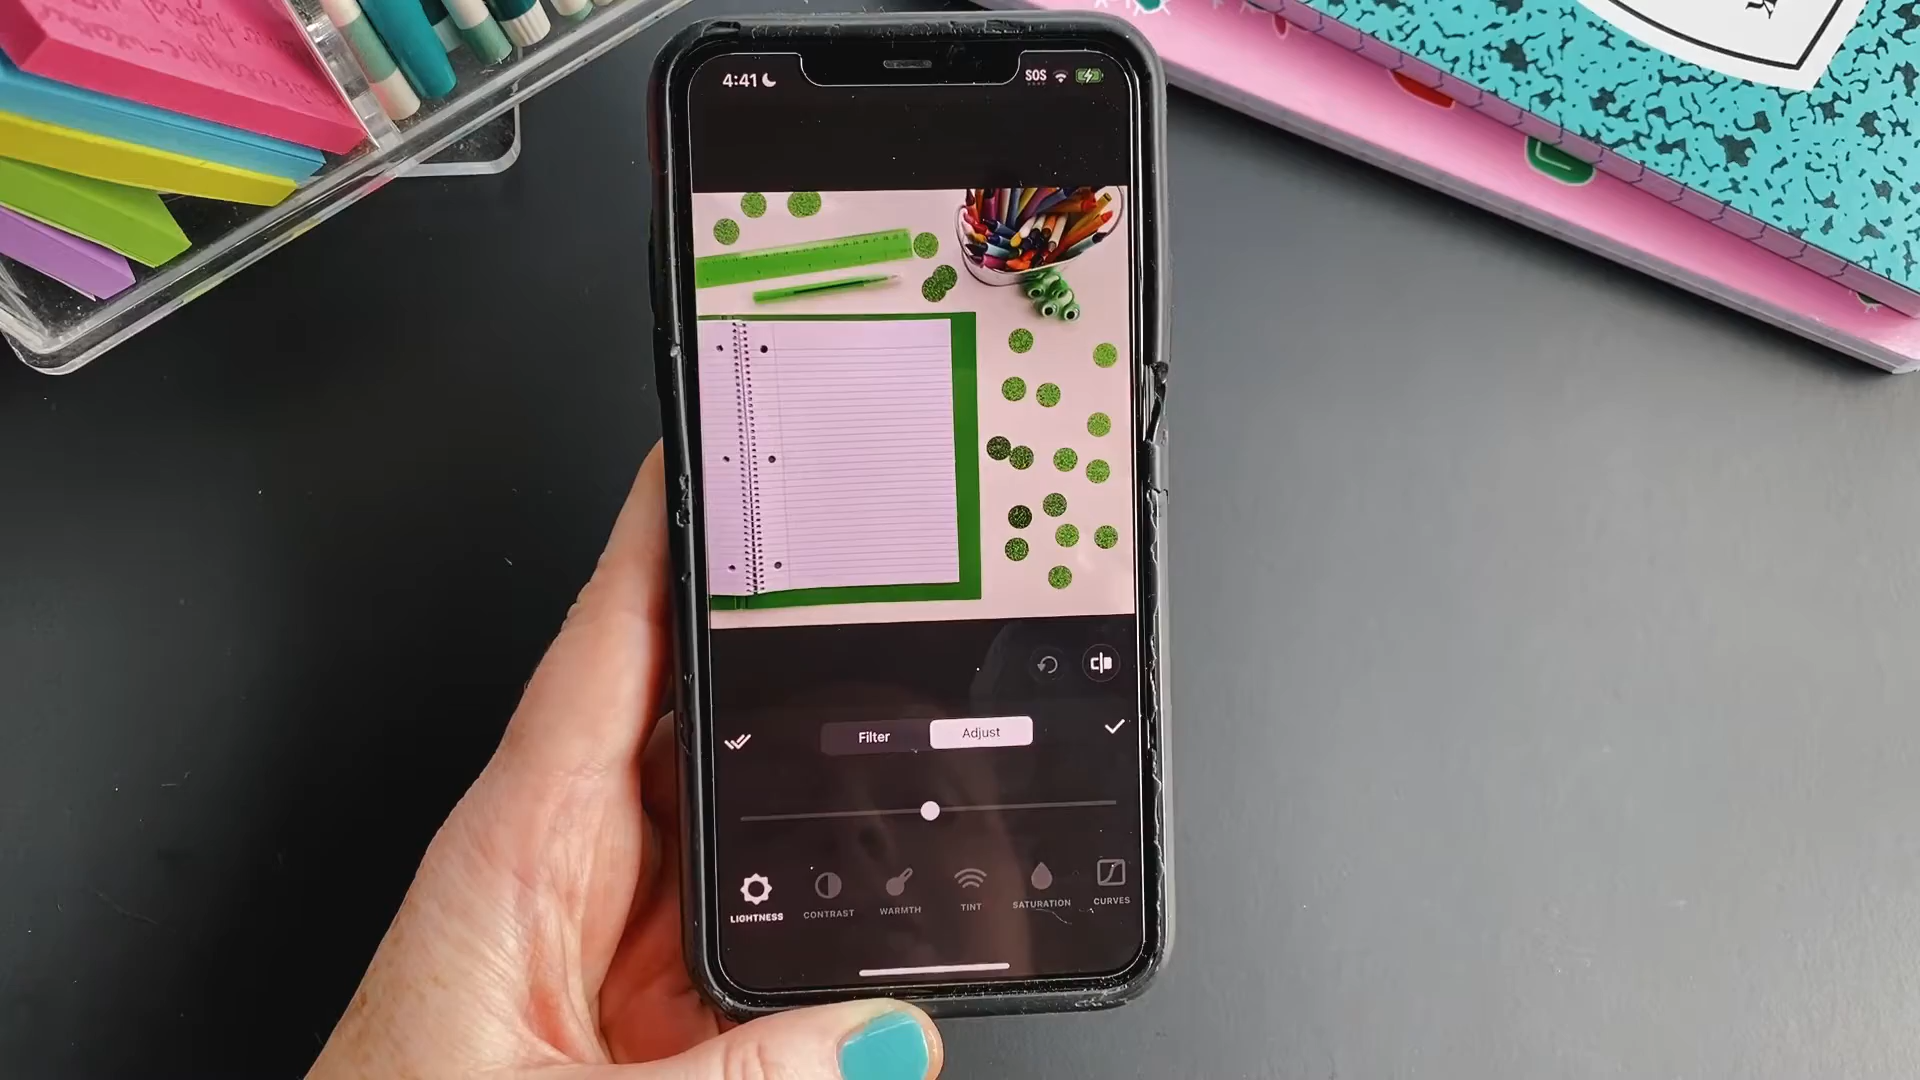 4:41
SOS
Filter
Adjust
LIGHTNESS
CONTRAST
WARMTH
TINT
SATURATION
CURVES
K